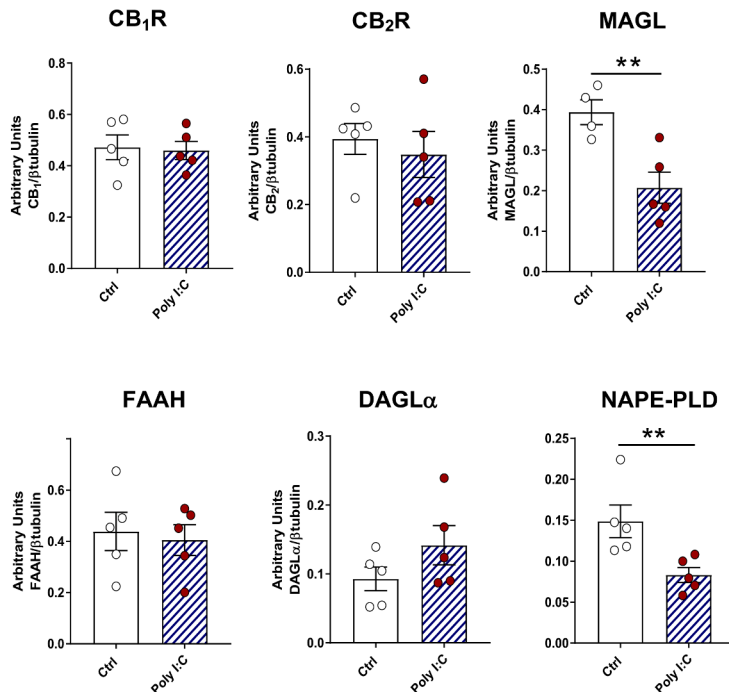 CB₁R
CB₂R
MAGL
Arbitrary Units
CB₁/βtubulin
0.8
0.6
0.4
0.2
0.0
Ctrl
Poly I:C
Arbitrary Units
CB₂/βtubulin
0.6
0.4
0.2
0.0
Ctrl
Poly I:C
Arbitrary Units
MAGL/βtubulin
0.5
0.4
0.3
0.2
0.1
0.0
**
Ctrl
Poly I:C
FAAH
DAGLα
NAPE-PLD
Arbitrary Units
FAAH/βtubulin
0.6
0.4
0.2
0.0
Ctrl
Poly I:C
Arbitrary Units
DAGLα/βtubulin
0.3
0.2
0.1
0.0
Ctrl
Poly I:C
0.25
0.20
0.15
0.10
0.05
0.00
**
Ctrl
Poly I:C